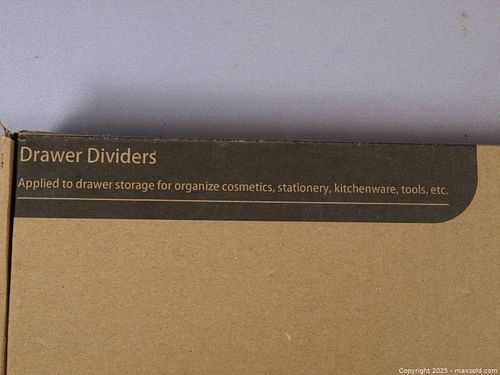 Drawer Dividers
Applied to drawer storage for organize cosmetics, stationery, kitchenware, tools, etc.
Copyright 2025 - maxsold.com